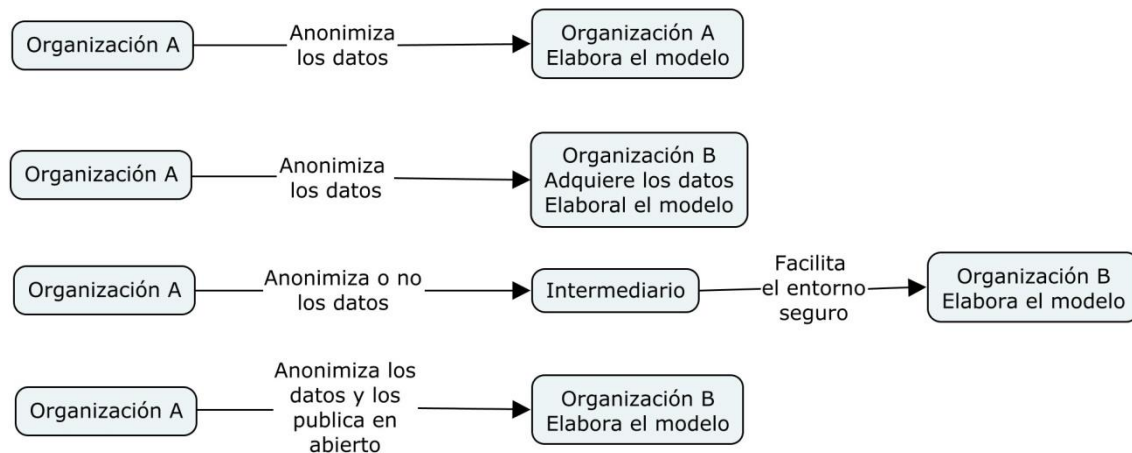 Organización A
Anonimiza
los datos
Organización A
Elabora el modelo
Organización A
Anonimiza
los datos
Organización B
Adquiere los datos
Elaboral el modelo
Organización A
Anonimiza o no
los datos
Intermediario
Facilita
el entorno
seguro
Organización B
Elabora el modelo
Organización A
Anonimiza los
datos y los
publica en
abierto
Organización B
Elabora el modelo